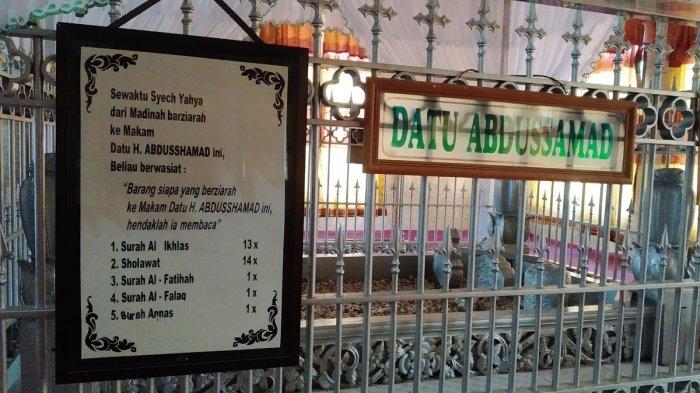 Sewaktu Syech Yahya
dari Madinah barziarah
ke Makam
Datu H. ABDUSSHAMAD ini,
Beliau berwasiat :
"Barang siapa yang berziarah
ke Makam Datu H. ABDUSSHAMAD ini,
hendaklah ia membaca"
1. Surah Al Ikhlas 13 x
2. Sholawat 14 x
3. Surah Al - Fatihah 1 x
4. Surah Al - Falaq 1 x
5. Surah Annas 1 x
DATU ABDUSSAMAD